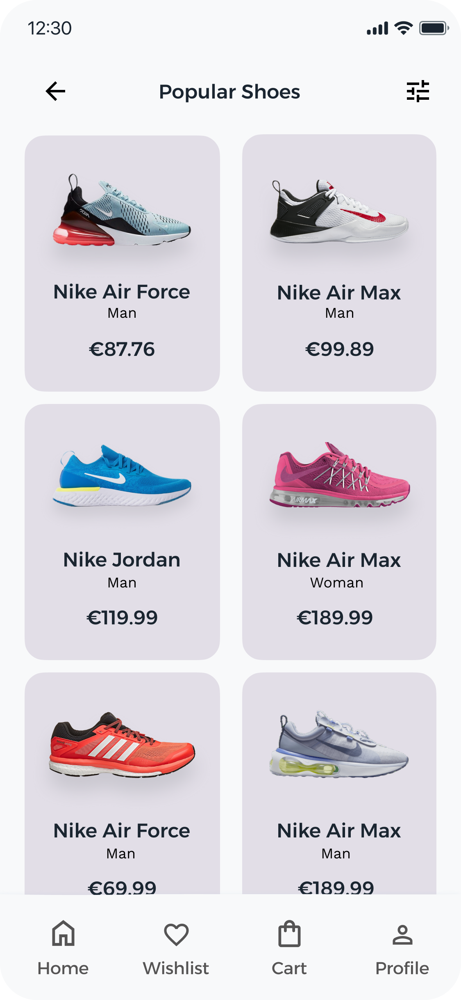 12:30
Popular Shoes
Nike Air Force
Man
€87.76
Nike Air Max
Man
€99.89
Nike Jordan
Man
€119.99
AIRMAX
Nike Air Max
Woman
€189.99
Nike Air Force
Man
€69.99
Nike Air Max
Man
€189.99
Home
Wishlist
Cart
Profile